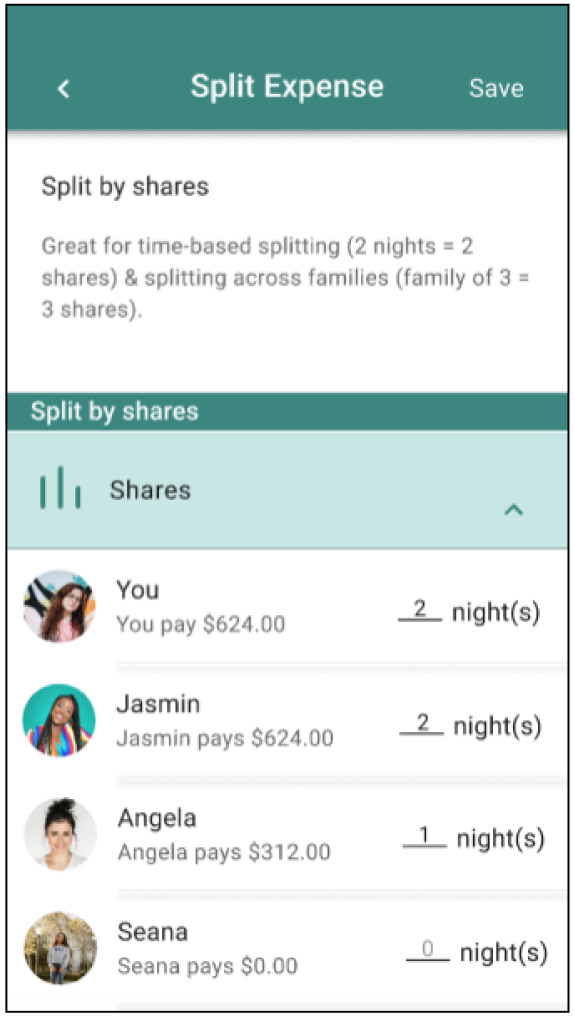 Split Expense
Save
Split by shares
Great for time-based splitting (2 nights = 2
shares) & splitting across families (family of 3 =
3 shares).
Split by shares
Shares
You
You pay $624.00
2 night(s)
Jasmin
Jasmin pays $624.00
2 night(s)
Angela
Angela pays $312.00
1 night(s)
Seana
Seana pays $0.00
0 night(s)